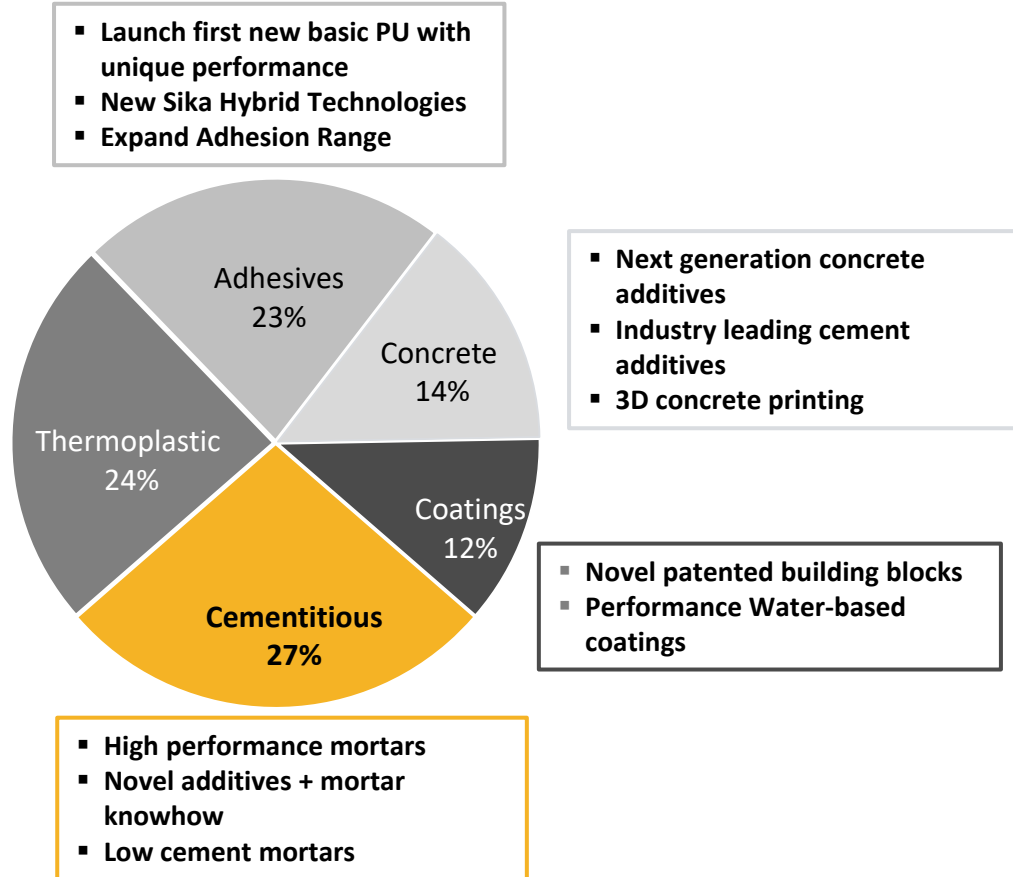 ▪ Launch first new basic PU with
unique performance
▪ New Sika Hybrid Technologies
▪ Expand Adhesion Range
Adhesives
23%
Concrete
14%
▪ Next generation concrete
additives
▪ Industry leading cement
additives
▪ 3D concrete printing
Thermoplastic
24%
Coatings
12%
▪ Novel patented building blocks
▪ Performance Water-based
coatings
Cementitious
27%
▪ High performance mortars
▪ Novel additives + mortar
knowhow
▪ Low cement mortars